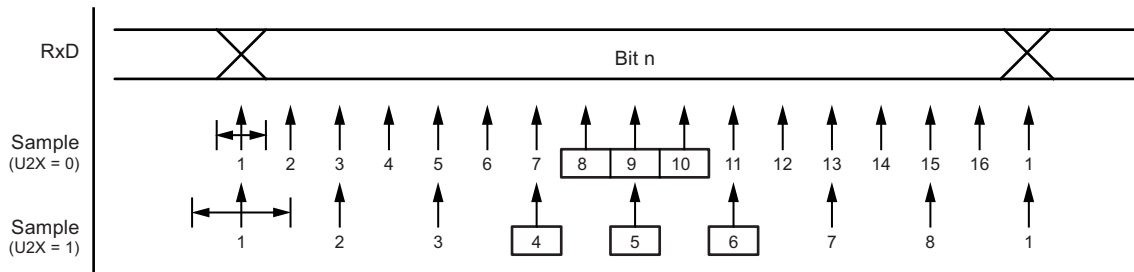 RxD Bit n
Sample
(U2X = 0)
1 2 3 4 5 6 7 8 9 10 11 12 13 14 15 16 1
Sample
(U2X = 1)
1 2 3 4 5 6 7 8 1